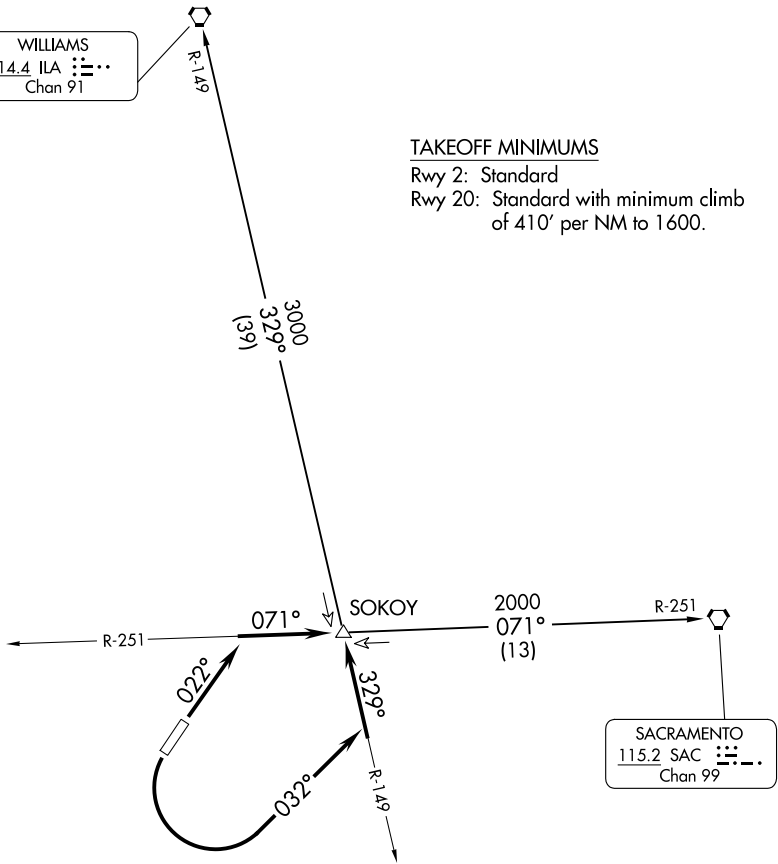 WILLIAMS
14.4 ILA
Chan 91
R-149
TAKEOFF MINIMUMS
Rwy 2: Standard
Rwy 20: Standard with minimum climb
of 410' per NM to 1600.
3000
329°
(39)
SOKOY
071°
R-251
2000
071°
(13)
R-251
022°
329°
032°
R-149
SACRAMENTO
115.2 SAC
Chan 99